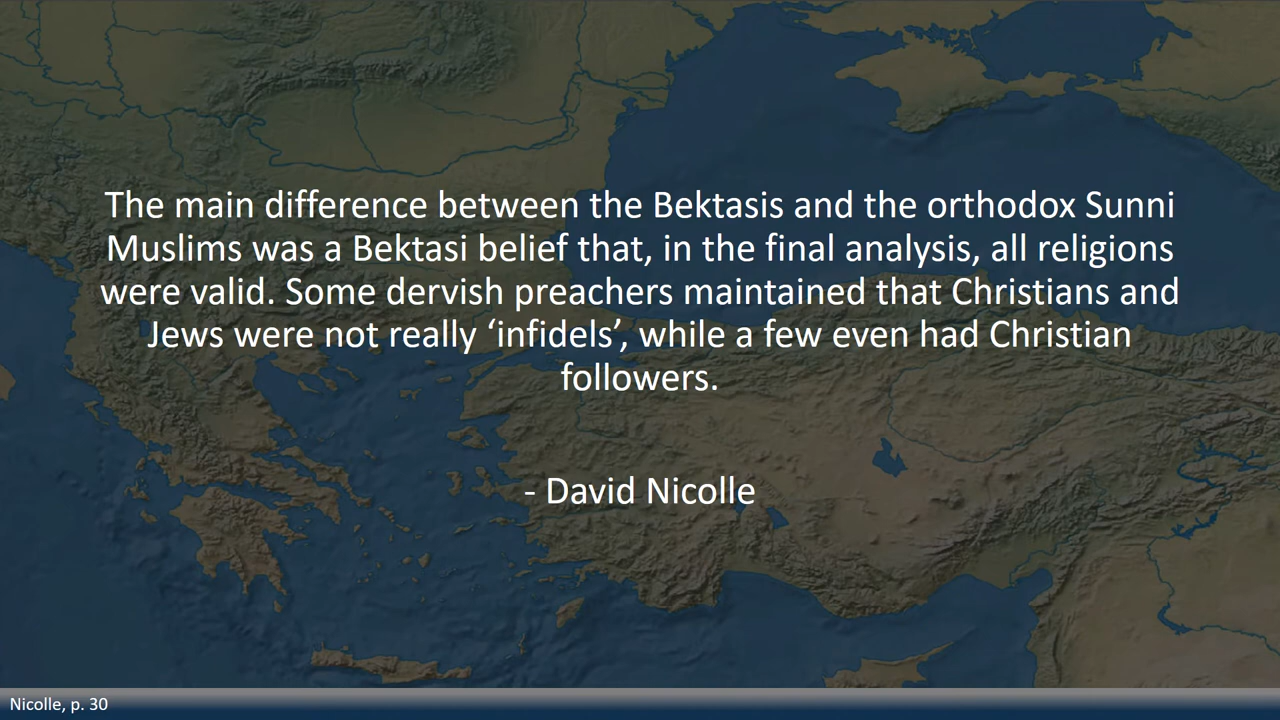 The main difference between the Bektasis and the orthodox Sunni
Muslims was a Bektasi belief that, in the final analysis, all religions
were valid. Some dervish preachers maintained that Christians and
Jews were not really ‘infidels’, while a few even had Christian
followers.
- David Nicolle
Nicolle, p. 30